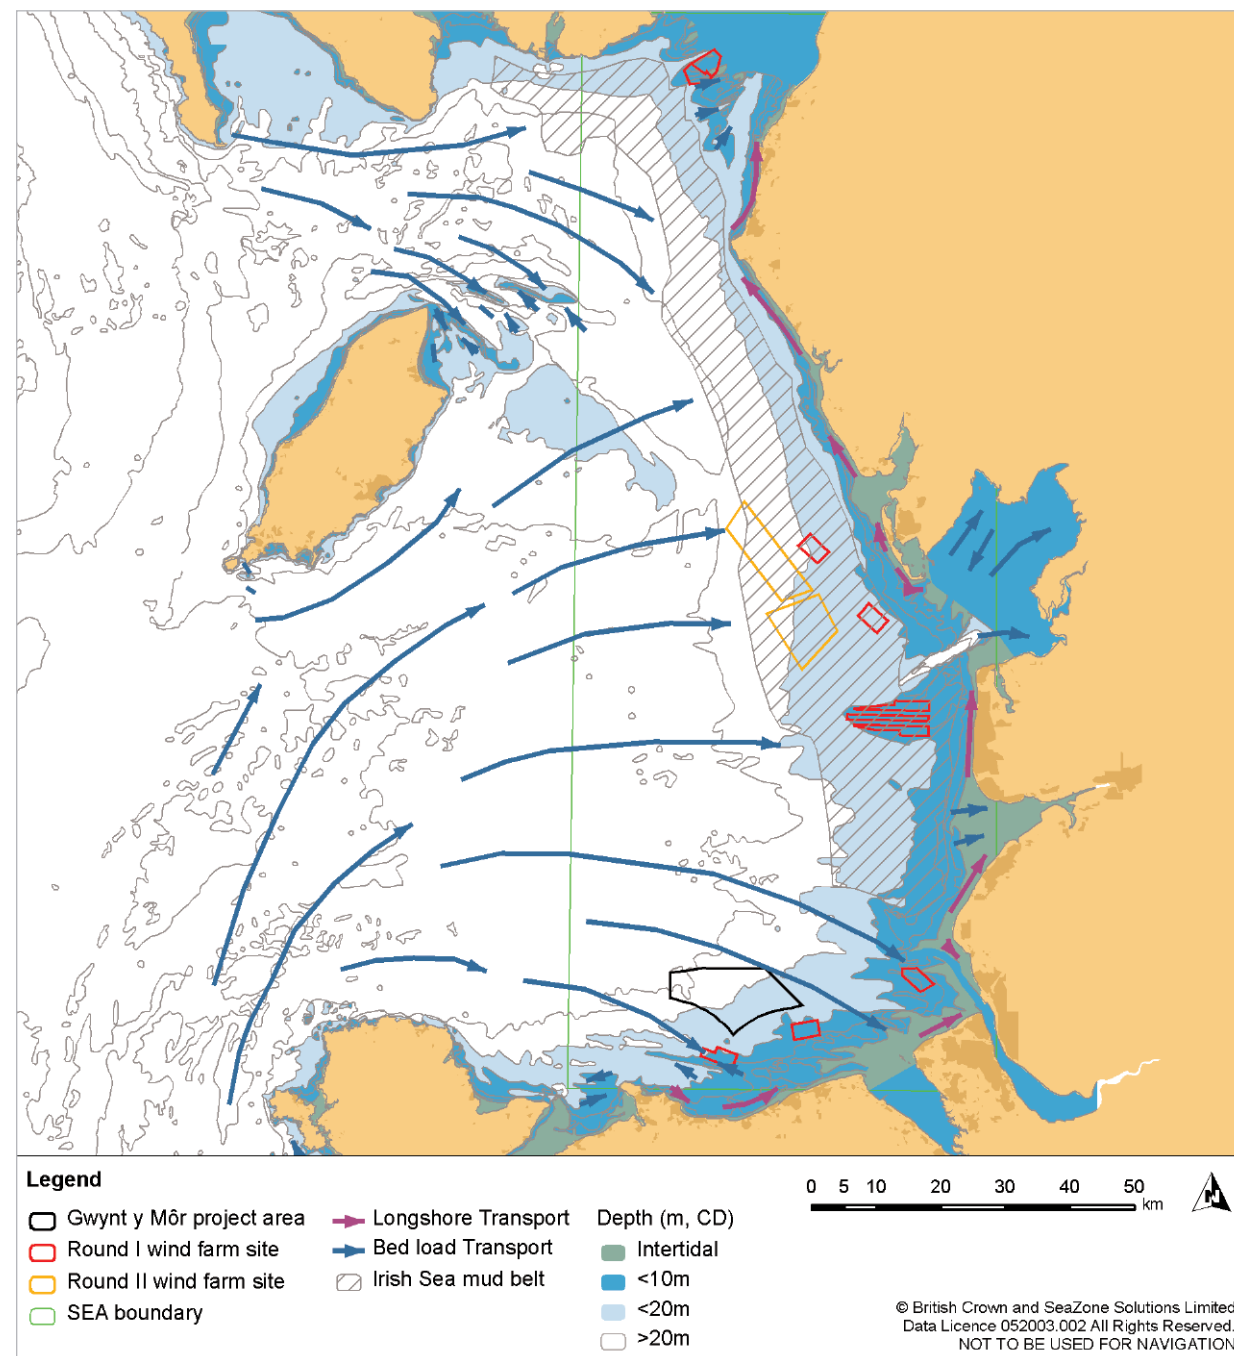 Legend
Gwynt y Môr project area
Round I wind farm site
Round II wind farm site
SEA boundary
Longshore Transport
Bed load Transport
Irish Sea mud belt
Depth (m, CD)
Intertidal
<10m
<20m
>20m
0 5 10 20 30 40 50
km
N
© British Crown and SeaZone Solutions Limited
Data Licence 052003.002 All Rights Reserved.
NOT TO BE USED FOR NAVIGATION